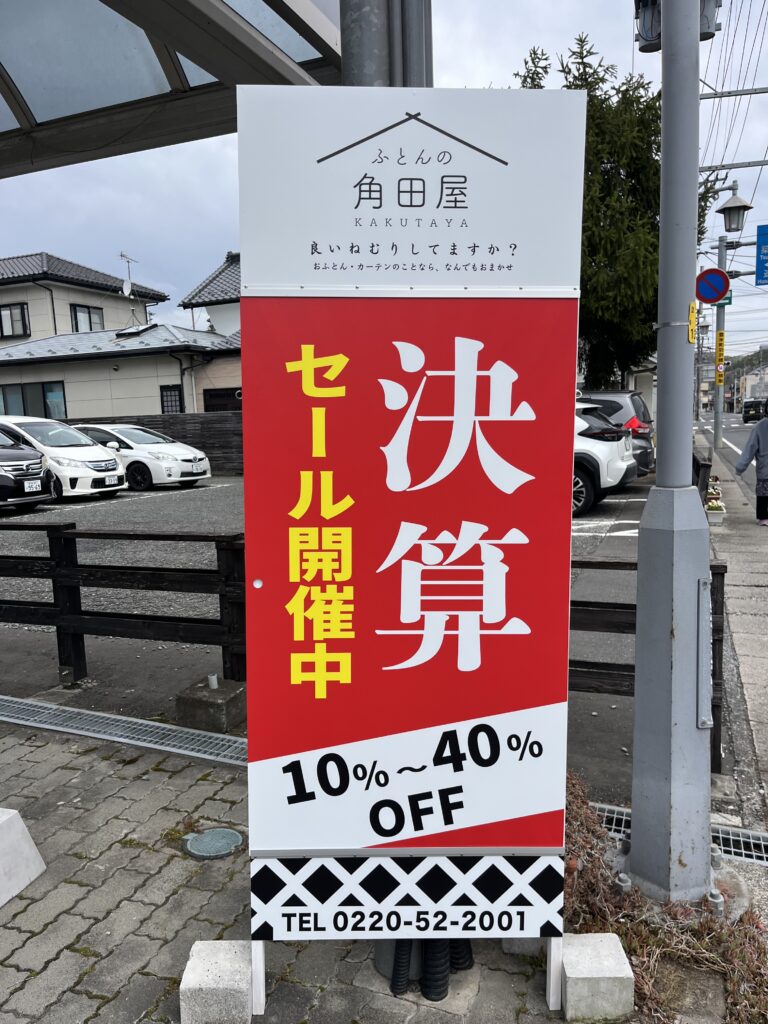 ふとんの
角田屋
KAKUTAYA
良いねむりしてますか？
おふとん・カーテンのことなら、なんでもおまかせ
決算
セール開催中
10%～40%
OFF
TEL 0220-52-2001